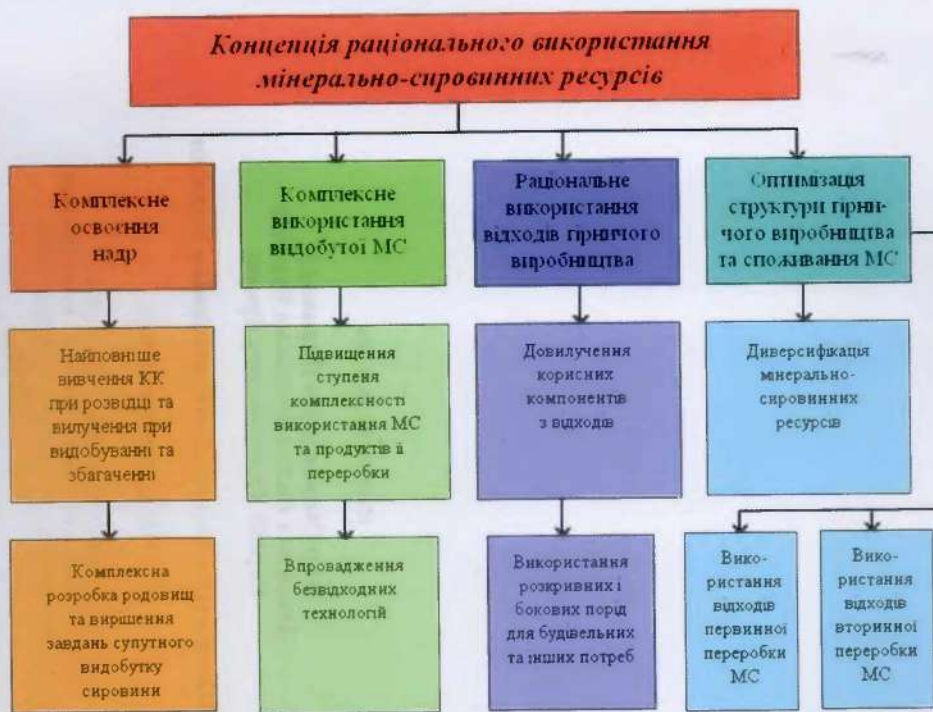 Концепція раціонального використання
мінерально-сировинних ресурсів
Комплексне
освоєння
надр
Комплексне
використання
видобутої МС
Раціональне
використання
відходів гірничого
виробництва
Оптимізація
структури гірни-
чого виробництва
та споживання МС
Найповніше
вивчення КК
при розвідці та
вилучення при
видобуванні та
збагаченні
Підвищення
ступеня
комплексності
використання МС
та продуктів її
переробки
Довилучення
корисних
компонентів
з відходів
Диверсифікація
мінерально-
сировинних
ресурсів
Комплексна
розробка родовищ
та вирішення
завдань супутного
видобутку
сировини
Впровадження
безвідходних
технологій
Використання
розкривних і
бокових порід
для будівельних
та інших потреб
Вико-
ристання
відходів
первинної
переробки
МС
Вико-
ристання
відходів
вторинної
переробки
МС